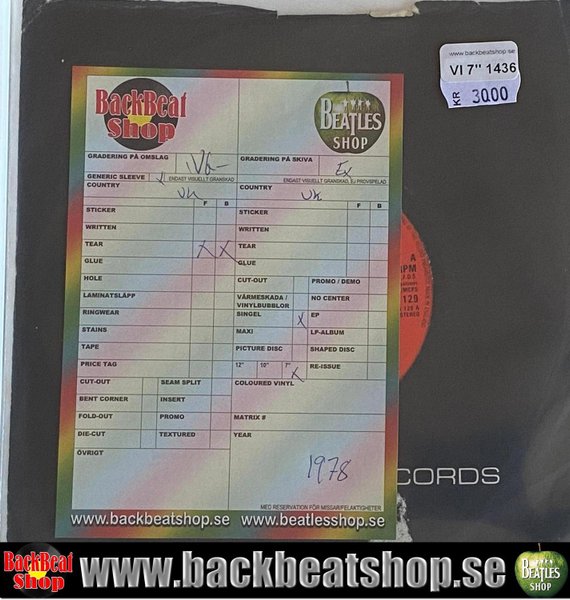 www.backbeatshop.se
VI 7" 1436
KR 30.00
BackBeat
Shop
BEATLES
SHOP
GRADERING PÅ OMSLAG VG-
GRADERING PÅ SKIVA Ex
GENERIC SLEEVE ENDAST VISUELLT GRANSKAD
ENDAST VISUELLT GRANSKAD, EJ PROVSPELAD
COUNTRY UK
COUNTRY UK
F B
F B
STICKER
STICKER
WRITTEN
WRITTEN
TEAR X X
TEAR
GLUE
GLUE
HOLE
CUT-OUT
PROMO / DEMO
LAMINATSLÄPP
VÄRMESKADA /
VINYLBUBBLOR
NO CENTER
RINGWEAR
SINGEL X
EP
STAINS
MAXI
LP-ALBUM
TAPE
PICTURE DISC
SHAPED DISC
PRICE TAG
12" 10" 7" X
RE-ISSUE
CUT-OUT
SEAM SPLIT
COLOURED VINYL
BENT CORNER
INSERT
FOLD-OUT
PROMO
MATRIX #
DIE-CUT
TEXTURED
YEAR
ÖVRIGT
1978
MED RESERVATION FÖR MISSAR/FELAKTIGHETER
www.backbeatshop.se www.beatlesshop.se
A
PM
MCPS
129
129 A
STEREO
CORDS
BackBeat
Shop
www.backbeatshop.se
BEATLES
SHOP